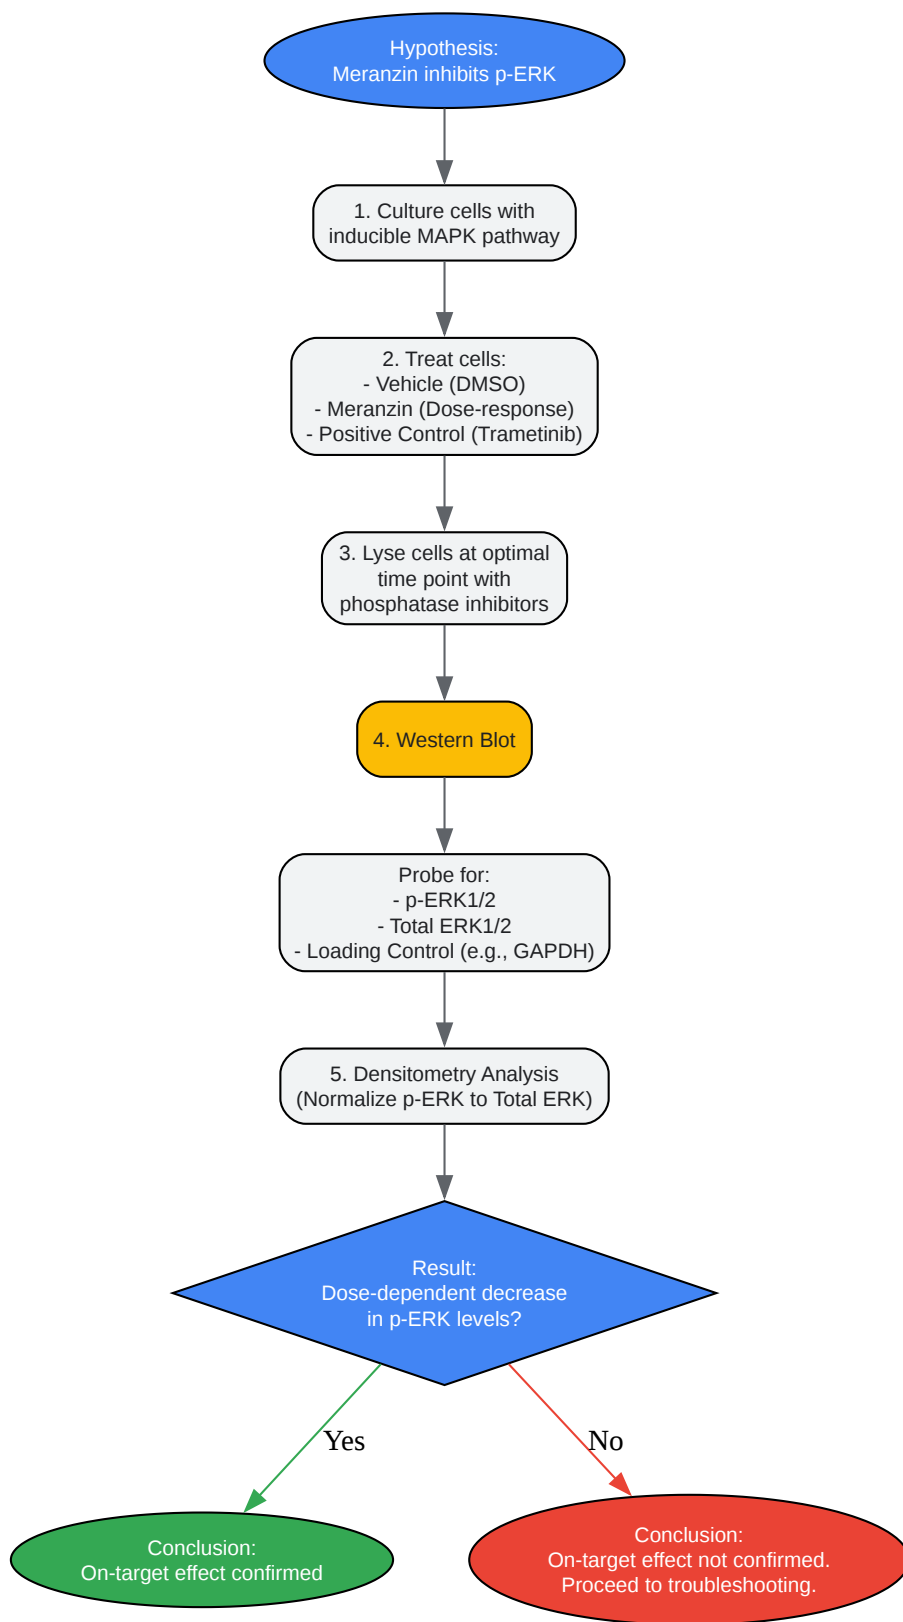 Hypothesis:
Meranzin inhibits p-ERK
1. Culture cells with
inducible MAPK pathway
2. Treat cells:
- Vehicle (DMSO)
- Meranzin (Dose-response)
- Positive Control (Trametinib)
3. Lyse cells at optimal
time point with
phosphatase inhibitors
4. Western Blot
Probe for:
- p-ERK1/2
- Total ERK1/2
- Loading Control (e.g., GAPDH)
5. Densitometry Analysis
(Normalize p-ERK to Total ERK)
Result:
Dose-dependent decrease
in p-ERK levels?
Yes
No
Conclusion:
On-target effect confirmed
Conclusion:
On-target effect not confirmed.
Proceed to troubleshooting.